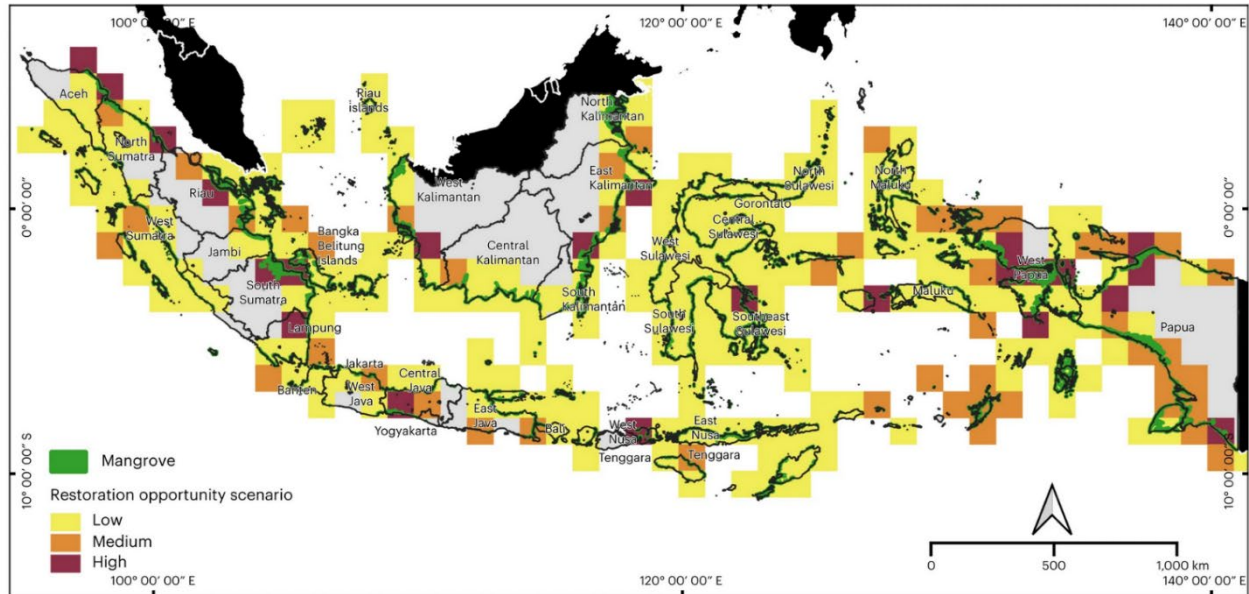 100° 00′ 00″ E
120° 00′ 00″ E
140° 00′ 00″ E
Aceh
Riau
islands
North
Kalimantan
North
Sumatra
East
Kalimantan
North
Sulawesi
North
Maluku
Riau
West
Kalimantan
Gorontalo
0° 00′ 00″
0° 00′ 00″
West
Sumatra
Bangka
Belitung
Islands
Central
Sulawesi
Jambi
Central
Kalimantan
West
Sulawesi
West
Papua
South
Sumatra
South
Kalimantan
Maluku
Lampung
South
Sulawesi
Southeast
Sulawesi
Papua
Jakarta
Banten
West
Java
Central
Java
East
Java
Yogyakarta
Bali
West
Nusa
Tenggara
East
Nusa
Tenggara
10° 00′ 00″ S
10° 00′ 00″ S
Mangrove
Restoration opportunity scenario
Low
Medium
High
0
500
1,000 km
100° 00′ 00″ E
120° 00′ 00″ E
140° 00′ 00″ E